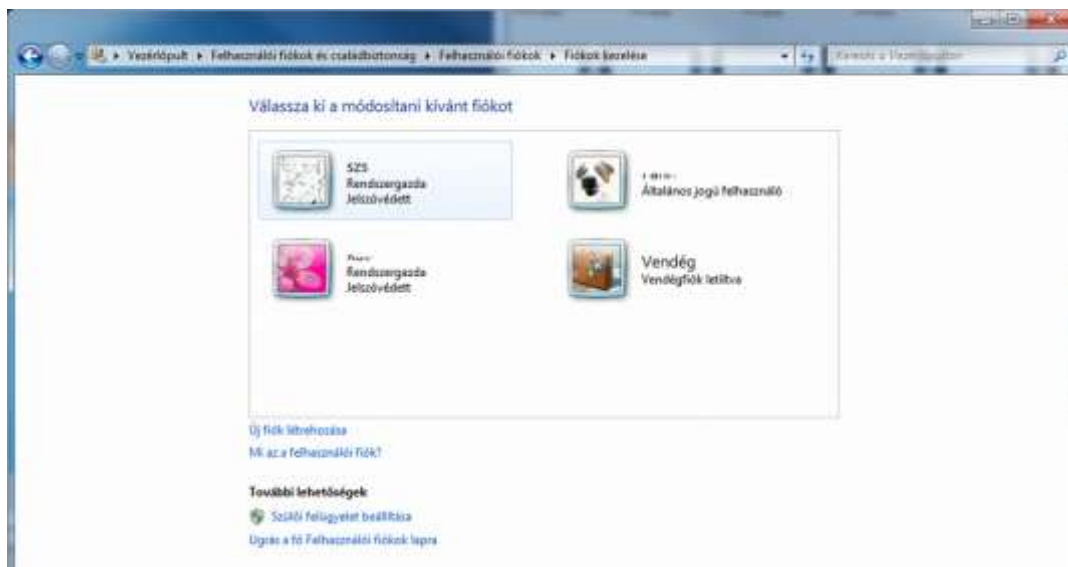 Vezérlőpult ▸ Felhasználói fiókok és családbiztonság ▸ Felhasználói fiókok ▸ Fiókok kezelése
Keresés a Vezérlőpulton
Válassza ki a módosítani kívánt fiókot
SZS
Rendszergazda
Jelszóvédett
Általános jogú felhasználó
Rendszergazda
Jelszóvédett
Vendég
Vendégfiók letiltva
Új fiók létrehozása
Mi az a felhasználói fiók?
További lehetőségek
Szülői felügyelet beállítása
Ugrás a fő Felhasználói fiókok lapra